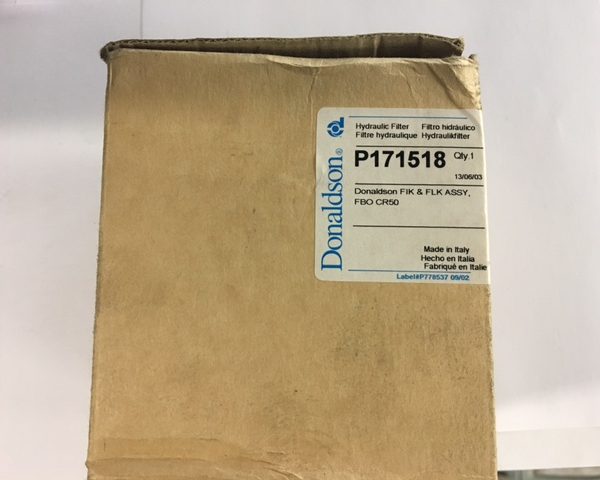 Donaldson®
Hydraulic Filter Filtro hidráulico
Filtre hydraulique Hydraulikfilter
P171518 Qty.1
13/06/03
Donaldson FIK & FLK ASSY,
FBO CR50
Made in Italy
Hecho en Italia
Fabriqué en Italie
Label#P778537 09/02